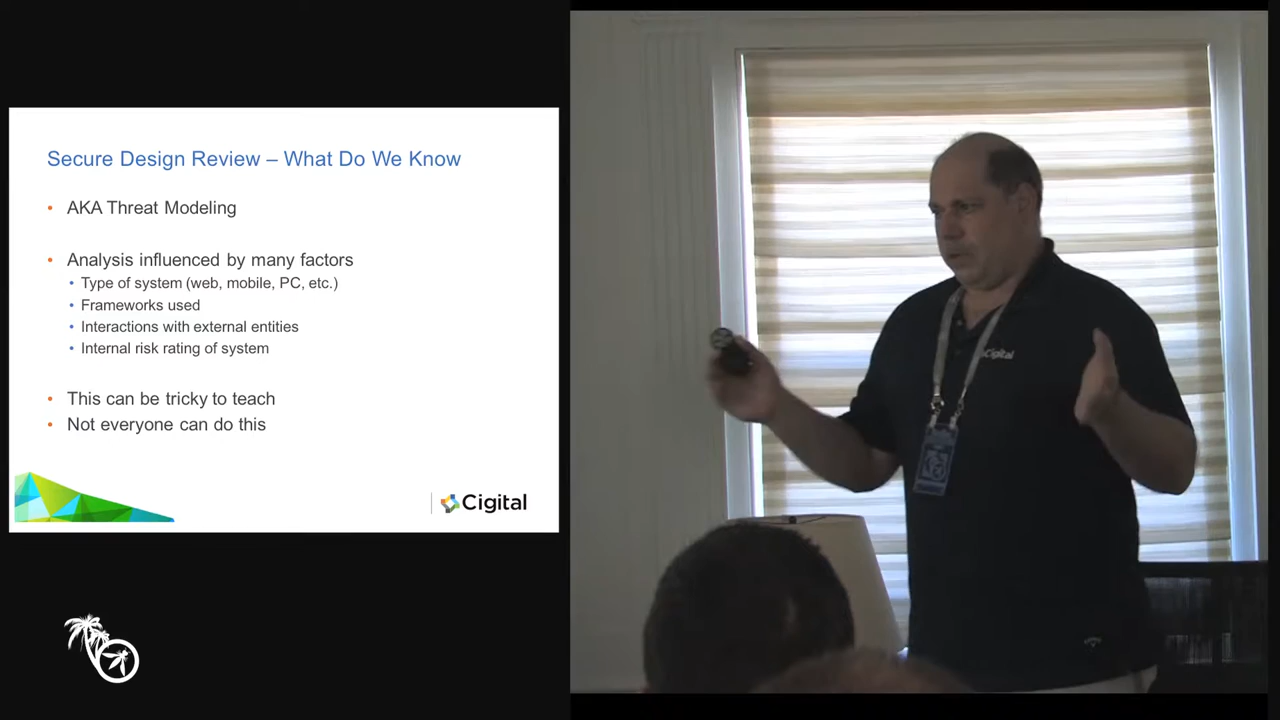 Secure Design Review – What Do We Know
• AKA Threat Modeling
• Analysis influenced by many factors
• Type of system (web, mobile, PC, etc.)
• Frameworks used
• Interactions with external entities
• Internal risk rating of system
• This can be tricky to teach
• Not everyone can do this
Cigital
Cigital